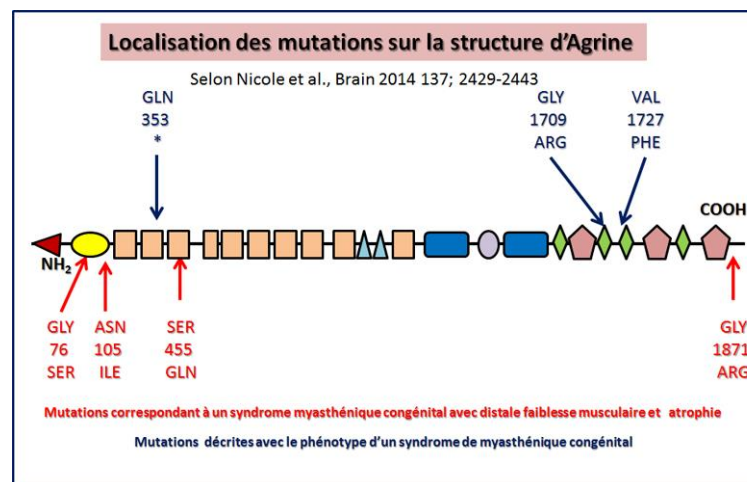 Localisation des mutations sur la structure d'Agrine
Selon Nicole et al., Brain 2014 137; 2429-2443
GLN
353
*
GLY
1709
ARG
VAL
1727
PHE
COOH
NH₂
GLY
76
SER
ASN
105
ILE
SER
455
GLN
GLY
1871
ARG
Mutations correspondant à un syndrome myasthénique congénital avec distale faiblesse musculaire et atrophie
Mutations décrites avec le phénotype d'un syndrome de myasthénique congénital